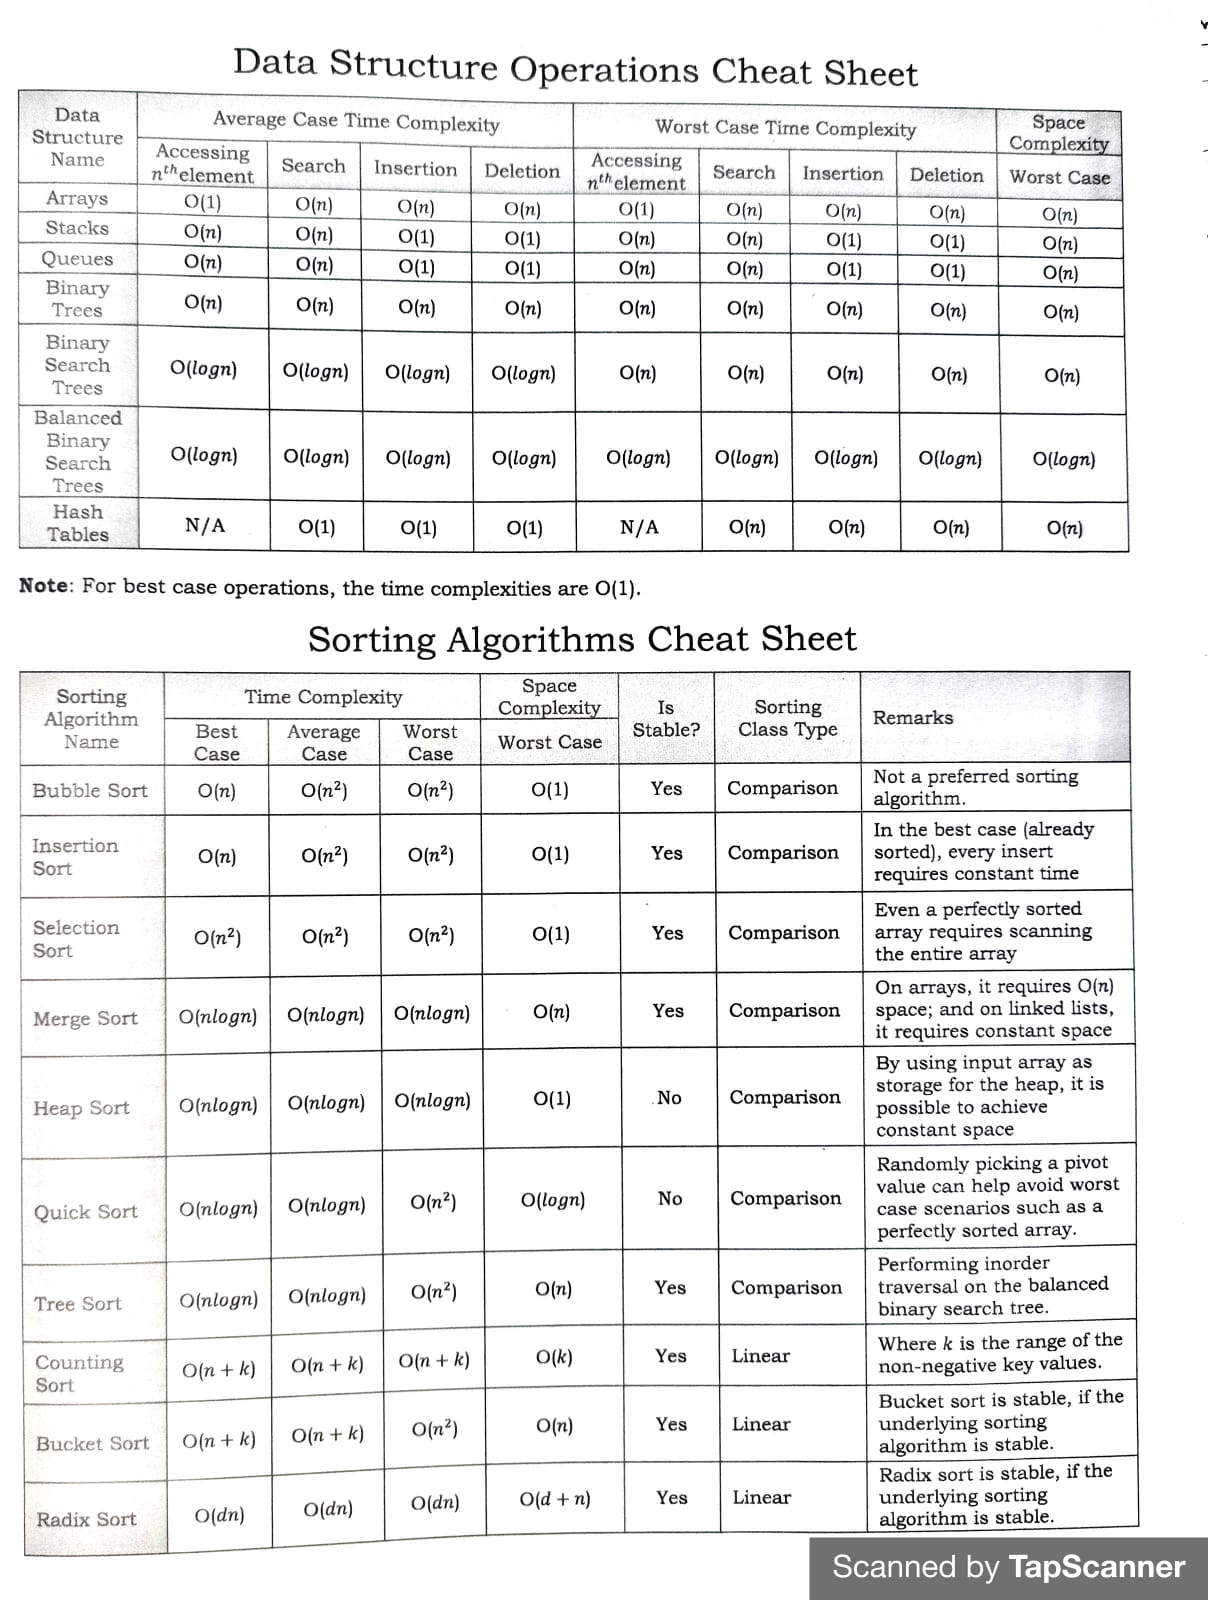 Data Structure Operations Cheat Sheet
Data Structure Name | Average Case Time Complexity | Worst Case Time Complexity | Space Complexity
Accessing nᵗʰ element | Search | Insertion | Deletion | Accessing nᵗʰ element | Search | Insertion | Deletion | Worst Case
Arrays | O(1) | O(n) | O(n) | O(n) | O(1) | O(n) | O(n) | O(n) | O(n)
Stacks | O(n) | O(n) | O(1) | O(1) | O(n) | O(n) | O(1) | O(1) | O(n)
Queues | O(n) | O(n) | O(1) | O(1) | O(n) | O(n) | O(1) | O(1) | O(n)
Binary Trees | O(n) | O(n) | O(n) | O(n) | O(n) | O(n) | O(n) | O(n) | O(n)
Binary Search Trees | O(logn) | O(logn) | O(logn) | O(logn) | O(n) | O(n) | O(n) | O(n) | O(n)
Balanced Binary Search Trees | O(logn) | O(logn) | O(logn) | O(logn) | O(logn) | O(logn) | O(logn) | O(logn) | O(logn)
Hash Tables | N/A | O(1) | O(1) | O(1) | N/A | O(n) | O(n) | O(n) | O(n)
Note: For best case operations, the time complexities are O(1).
Sorting Algorithms Cheat Sheet
Sorting Algorithm Name | Time Complexity | Space Complexity | Is Stable? | Sorting Class Type | Remarks
Best Case | Average Case | Worst Case | Worst Case
Bubble Sort | O(n) | O(n²) | O(n²) | O(1) | Yes | Comparison | Not a preferred sorting algorithm.
Insertion Sort | O(n) | O(n²) | O(n²) | O(1) | Yes | Comparison | In the best case (already sorted), every insert requires constant time
Selection Sort | O(n²) | O(n²) | O(n²) | O(1) | Yes | Comparison | Even a perfectly sorted array requires scanning the entire array
Merge Sort | O(nlogn) | O(nlogn) | O(nlogn) | O(n) | Yes | Comparison | On arrays, it requires O(n) space; and on linked lists, it requires constant space
Heap Sort | O(nlogn) | O(nlogn) | O(nlogn) | O(1) | No | Comparison | By using input array as storage for the heap, it is possible to achieve constant space
Quick Sort | O(nlogn) | O(nlogn) | O(n²) | O(logn) | No | Comparison | Randomly picking a pivot value can help avoid worst case scenarios such as a perfectly sorted array.
Tree Sort | O(nlogn) | O(nlogn) | O(n²) | O(n) | Yes | Comparison | Performing inorder traversal on the balanced binary search tree.
Counting Sort | O(n + k) | O(n + k) | O(n + k) | O(k) | Yes | Linear | Where k is the range of the non-negative key values.
Bucket Sort | O(n + k) | O(n + k) | O(n²) | O(n) | Yes | Linear | Bucket sort is stable, if the underlying sorting algorithm is stable.
Radix Sort | O(dn) | O(dn) | O(dn) | O(d + n) | Yes | Linear | Radix sort is stable, if the underlying sorting algorithm is stable.
Scanned by TapScanner